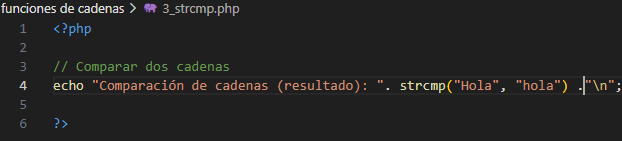 funciones de cadenas > 3_strcmp.php
1 <?php
2
3 // Comparar dos cadenas
4 echo "Comparación de cadenas (resultado): ". strcmp("Hola", "hola") ."\n";
5
6 ?>